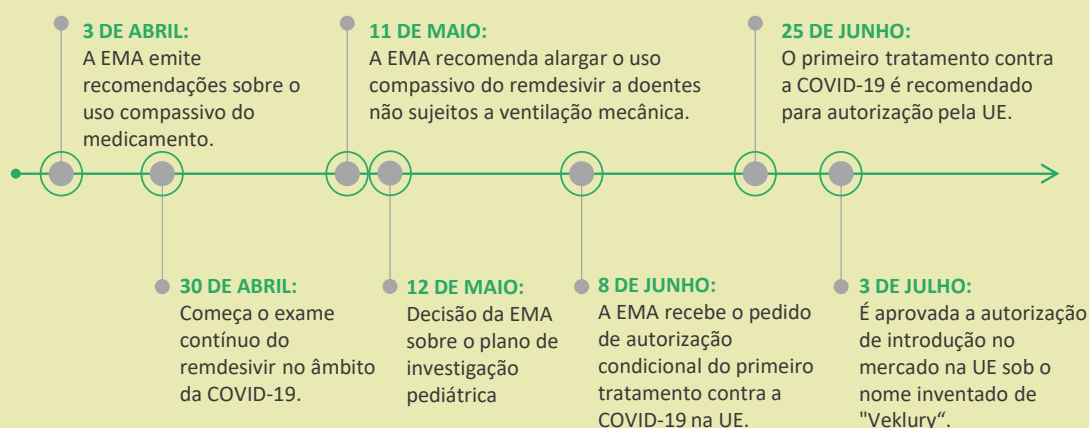 3 DE ABRIL:
A EMA emite
recomendações sobre o
uso compassivo do
medicamento.
11 DE MAIO:
A EMA recomenda alargar o uso
compassivo do remdesivir a doentes
não sujeitos a ventilação mecânica.
25 DE JUNHO:
O primeiro tratamento contra
a COVID-19 é recomendado
para autorização pela UE.
30 DE ABRIL:
Começa o exame
contínuo do
remdesivir no âmbito
da COVID-19.
12 DE MAIO:
Decisão da EMA
sobre o plano de
investigação
pediátrica
8 DE JUNHO:
A EMA recebe o pedido
de autorização
condicional do primeiro
tratamento contra a
COVID-19 na UE.
3 DE JULHO:
É aprovada a autorização
de introdução no
mercado na UE sob o
nome inventado de
"Veklury“.